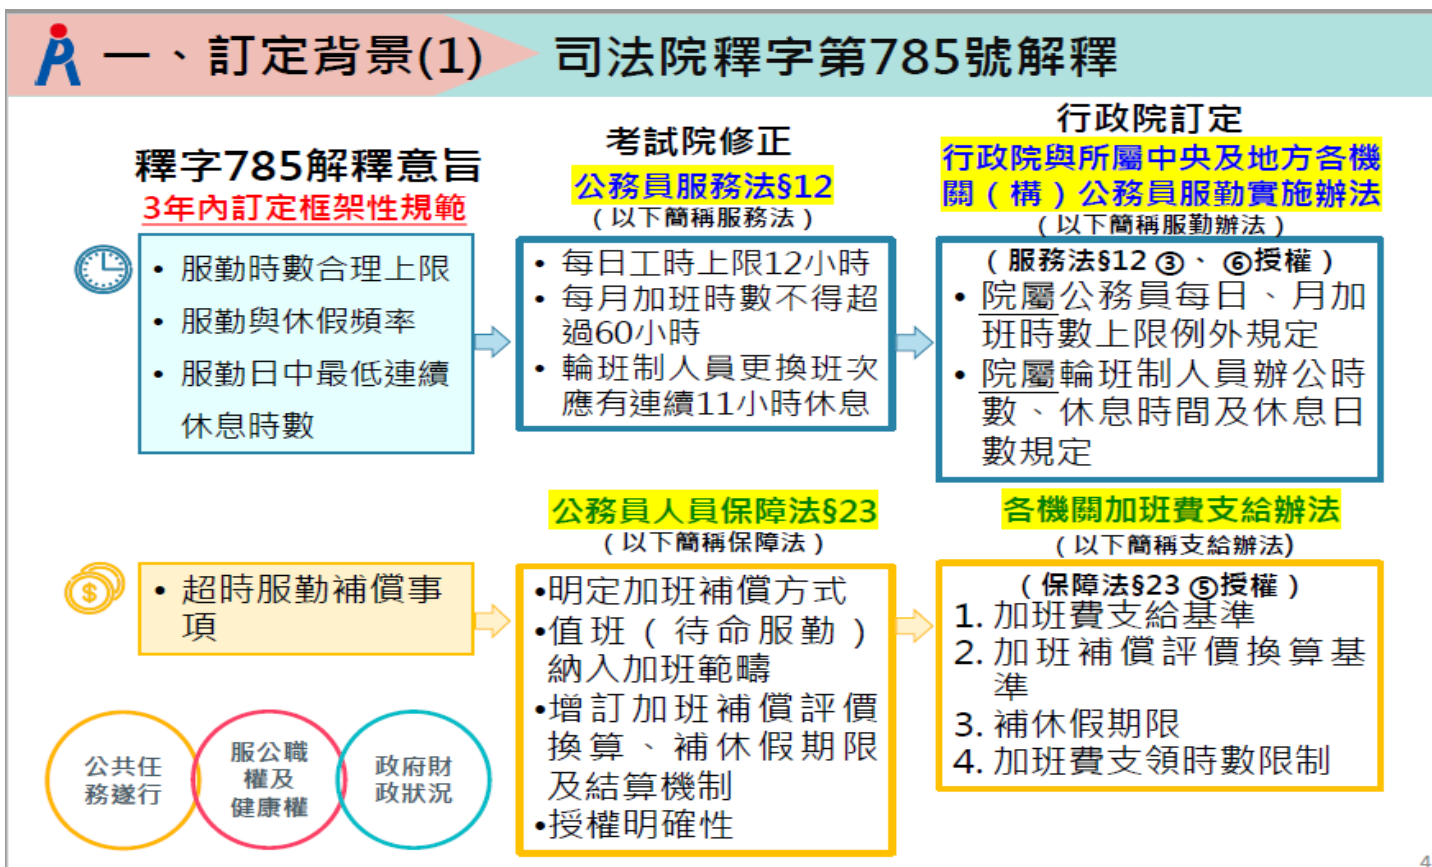 一、訂定背景(1)
司法院釋字第785號解釋
釋字785解釋意旨
3年內訂定框架性規範
• 服勤時數合理上限
• 服勤與休假頻率
• 服勤日中最低連續
休息時數
考試院修正
公務員服務法§12
(以下簡稱服務法)
• 每日工時上限12小時
• 每月加班時數不得超
過60小時
• 輪班制人員更換班次
應有連續11小時休息
行政院訂定
行政院與所屬中央及地方各機
關(構)公務員服勤實施辦法
(以下簡稱服勤辦法)
(服務法§12 ③、 ⑥授權)
• 院屬公務員每日、月加
班時數上限例外規定
• 院屬輪班制人員辦公時
數、休息時間及休息日
數規定
$
• 超時服勤補償事
項
公務員人員保障法§23
(以下簡稱保障法)
•明定加班補償方式
•值班(待命服勤)
納入加班範疇
•增訂加班補償評價
換算、補休假期限
及結算機制
•授權明確性
各機關加班費支給辦法
(以下簡稱支給辦法)
(保障法§23 ⑤授權)
1. 加班費支給基準
2. 加班補償評價換算基
準
3. 補休假期限
4. 加班費支領時數限制
公共任
務遂行
服公職
權及
健康權
政府財
政狀況
4